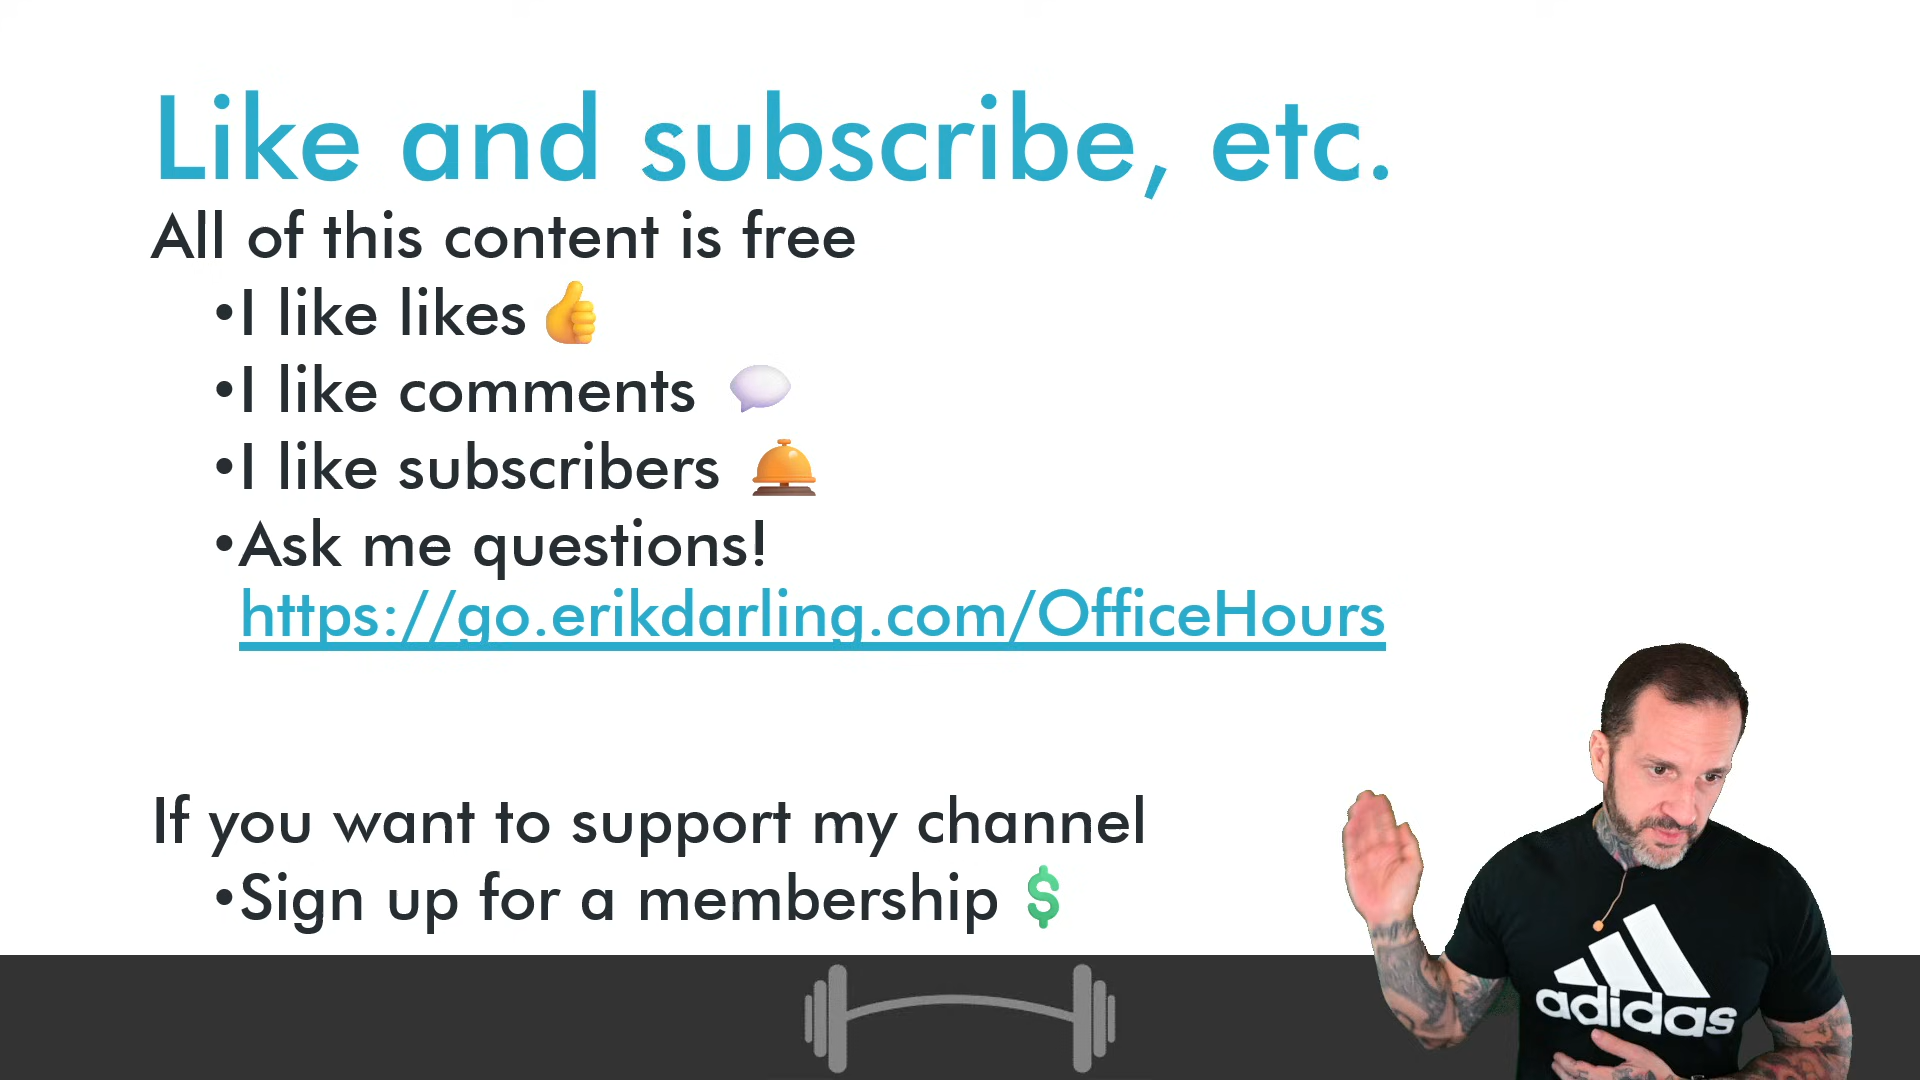 Like and subscribe, etc.
All of this content is free
•I like likes 👍
•I like comments 💬
•I like subscribers 🛎️
•Ask me questions!
https://go.erikdarling.com/OfficeHours
If you want to support my channel
•Sign up for a membership 💲
adidas